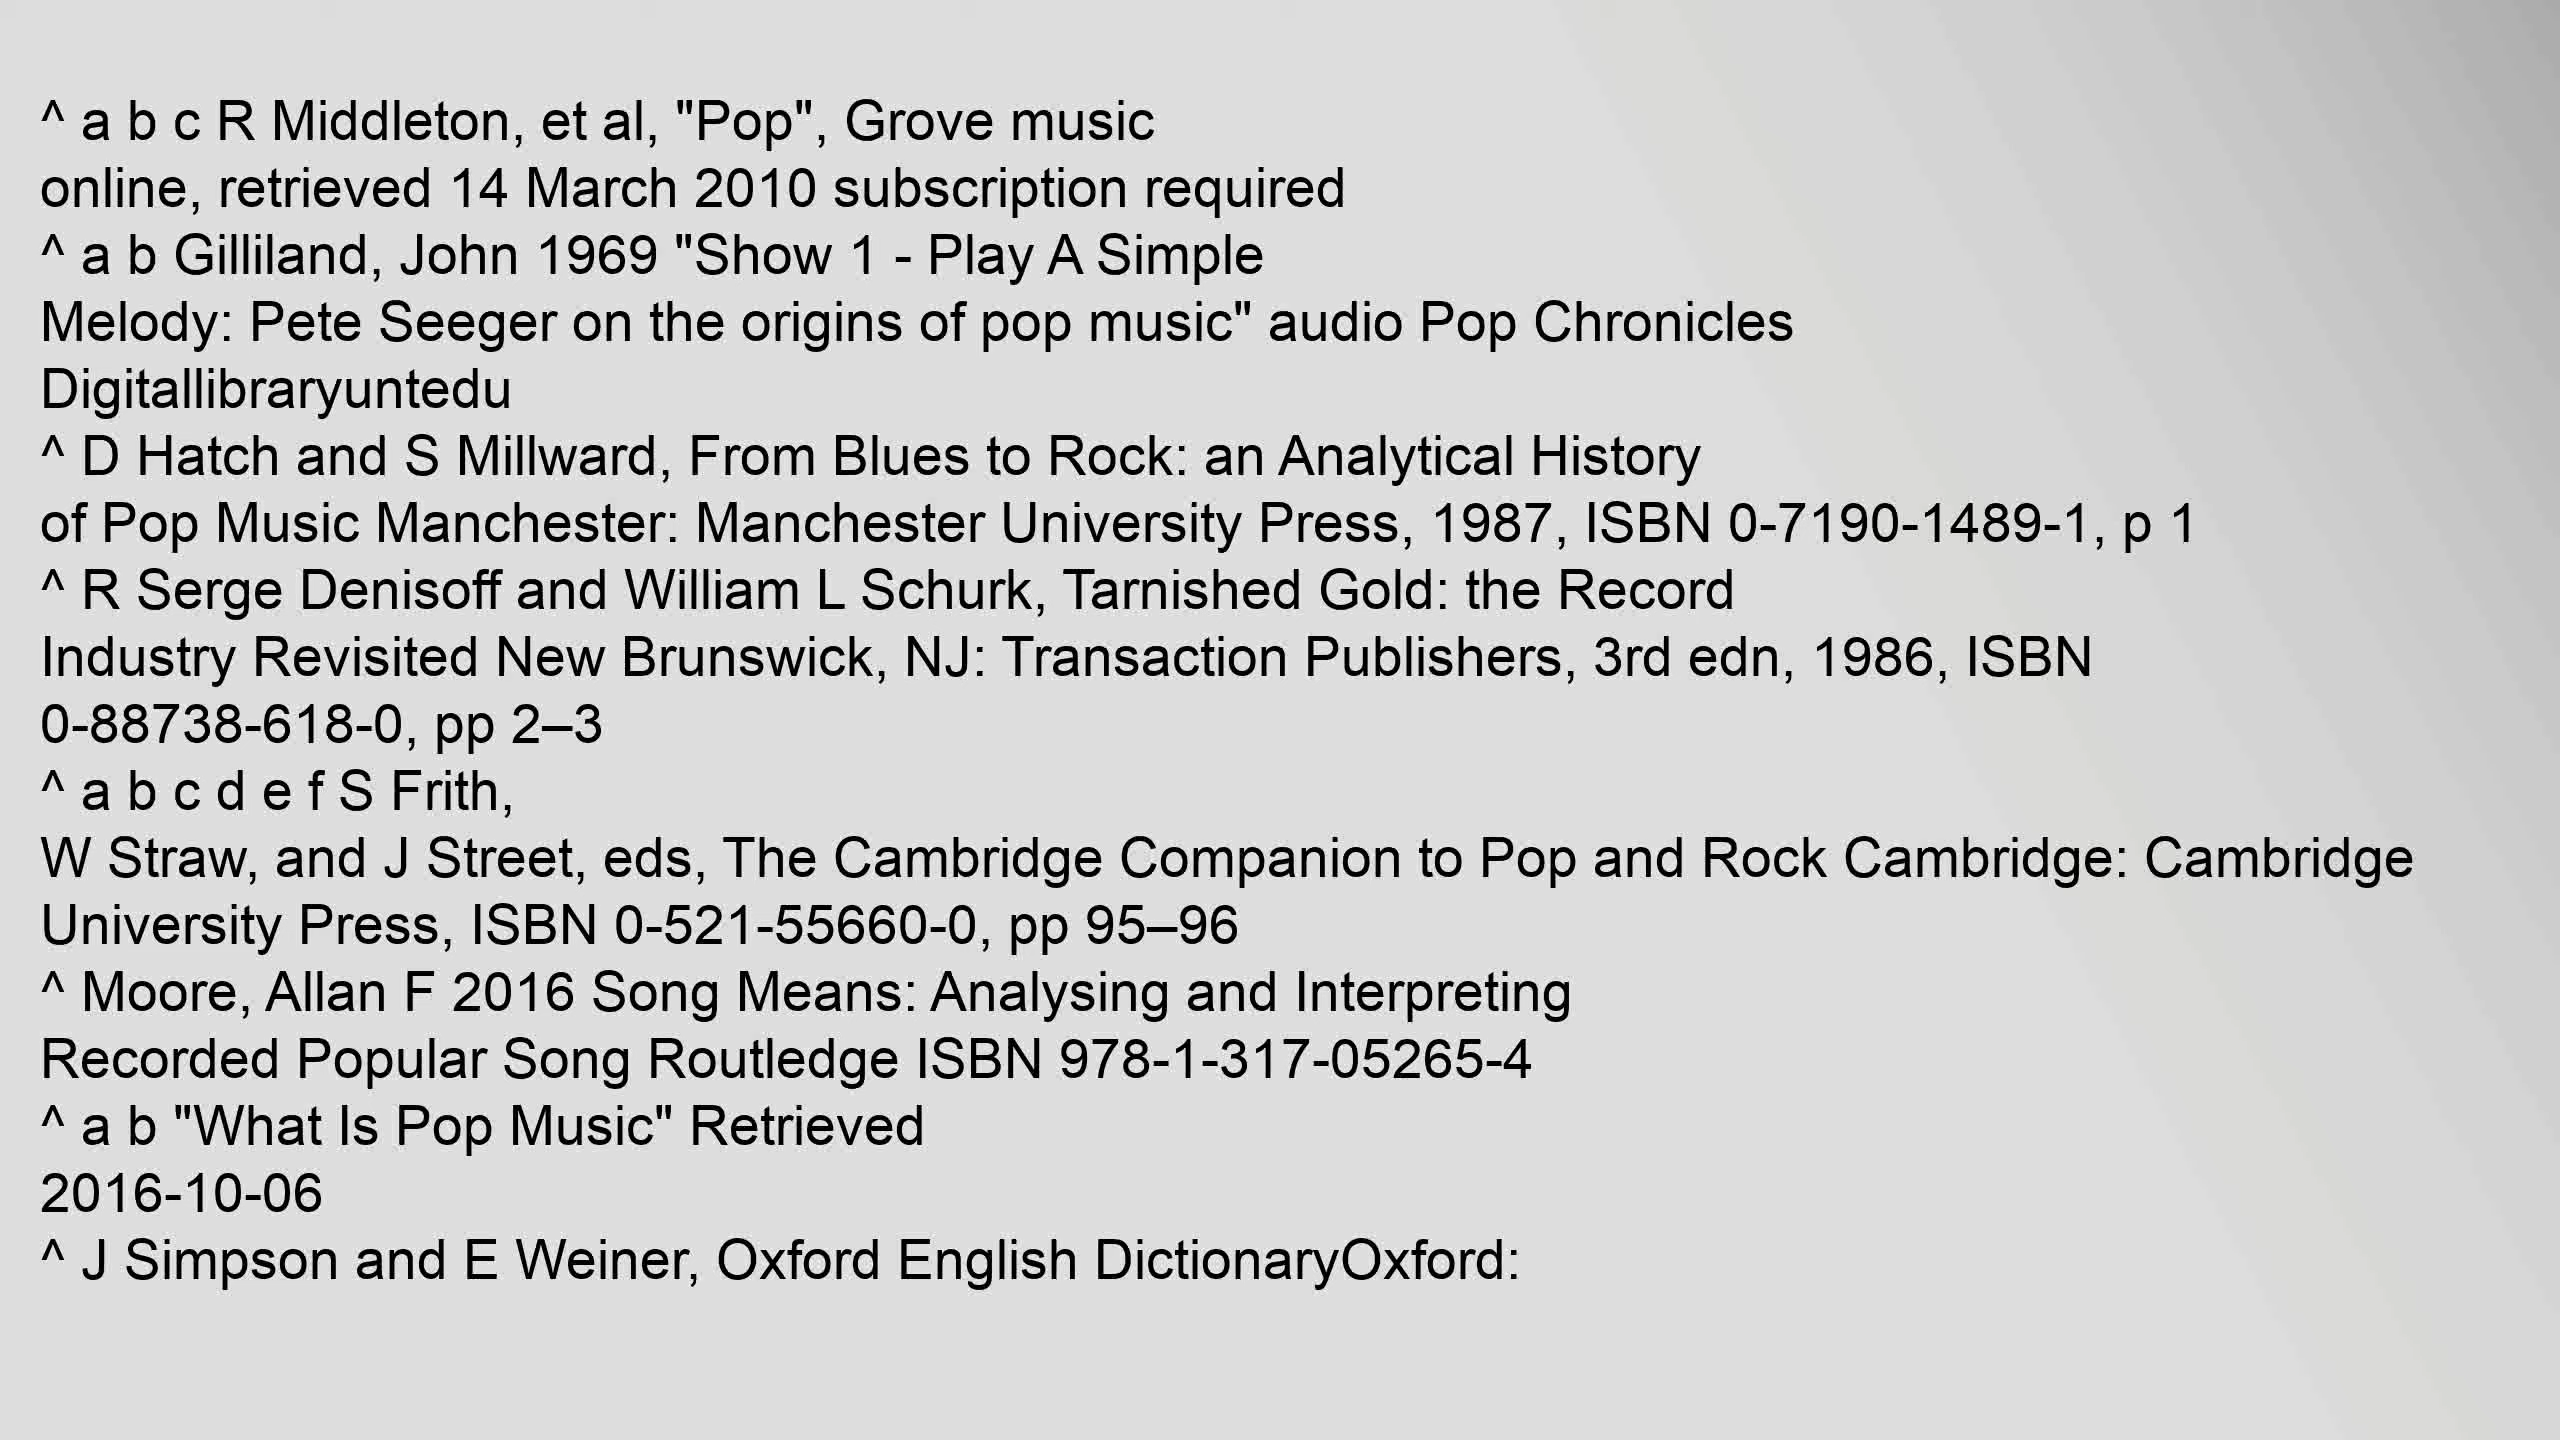 ^ a b c R Middleton, et al, "Pop", Grove music
online, retrieved 14 March 2010 subscription required
^ a b Gilliland, John 1969 "Show 1 - Play A Simple
Melody: Pete Seeger on the origins of pop music" audio Pop Chronicles
Digitallibraryuntedu
^ D Hatch and S Millward, From Blues to Rock: an Analytical History
of Pop Music Manchester: Manchester University Press, 1987, ISBN 0-7190-1489-1, p 1
^ R Serge Denisoff and William L Schurk, Tarnished Gold: the Record
Industry Revisited New Brunswick, NJ: Transaction Publishers, 3rd edn, 1986, ISBN
0-88738-618-0, pp 2–3
^ a b c d e f S Frith,
W Straw, and J Street, eds, The Cambridge Companion to Pop and Rock Cambridge: Cambridge
University Press, ISBN 0-521-55660-0, pp 95–96
^ Moore, Allan F 2016 Song Means: Analysing and Interpreting
Recorded Popular Song Routledge ISBN 978-1-317-05265-4
^ a b "What Is Pop Music" Retrieved
2016-10-06
^ J Simpson and E Weiner, Oxford English DictionaryOxford: